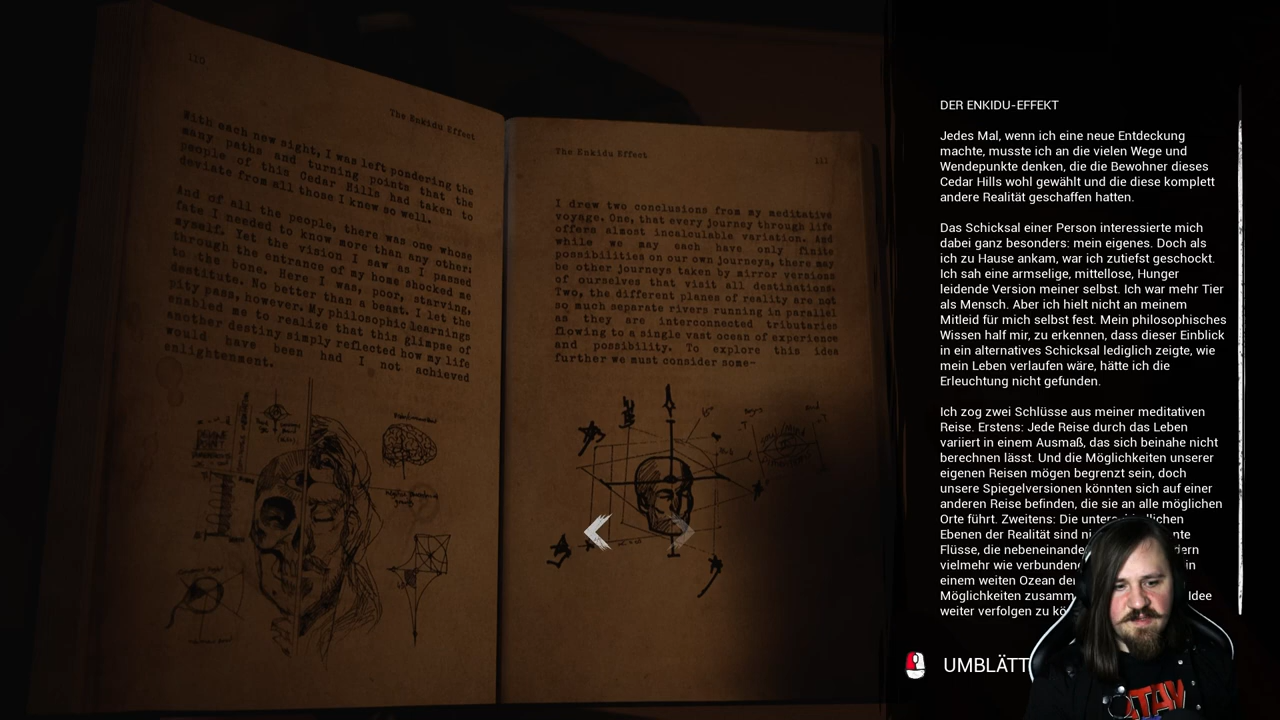 120
The Enkidu Effect
With each new sight, I was left pondering the
many paths and turning points that the
people of this Cedar Hills had taken to
deviate from all those I knew so well.
And of all the people, there was one whose
fate I needed to know more than any other:
myself. Yet the vision I saw as I passed
through the entrance of my home shocked me
to the bone. Here I was, poor, starving,
destitute. No better than a beast. I let the
pity pass, however. My philosophic learnings
enabled me to realize that this glimpse of
another destiny simply reflected how my life
would have been had I not achieved
enlightenment.
The Enkidu Effect
I drew two conclusions from my meditative
voyage. One, that every journey through life
offers almost incalculable variation. And
while we may each have only finite
possibilities on our own journeys, there may
be other journeys taken by mirror versions
of ourselves that visit all destinations.
Two, the different planes of reality are not
so much separate rivers running in parallel
as they are interconnected tributaries
flowing to a single vast ocean of experience
and possibility. To explore this idea
further we must consider some-
DER ENKIDU-EFFEKT
Jedes Mal, wenn ich eine neue Entdeckung
machte, musste ich an die vielen Wege und
Wendepunkte denken, die die Bewohner dieses
Cedar Hills wohl gewählt und die diese komplett
andere Realität geschaffen hatten.
Das Schicksal einer Person interessierte mich
dabei ganz besonders: mein eigenes. Doch als
ich zu Hause ankam, war ich zutiefst geschockt.
Ich sah eine armselige, mittellose, Hunger
leidende Version meiner selbst. Ich war mehr Tier
als Mensch. Aber ich hielt nicht an meinem
Mitleid für mich selbst fest. Mein philosophisches
Wissen half mir, zu erkennen, dass dieser Einblick
in ein alternatives Schicksal lediglich zeigte, wie
mein Leben verlaufen wäre, hätte ich die
Erleuchtung nicht gefunden.
Ich zog zwei Schlüsse aus meiner meditativen
Reise. Erstens: Jede Reise durch das Leben
variiert in einem Ausmaß, das sich beinahe nicht
berechnen lässt. Und die Möglichkeiten unserer
eigenen Reisen mögen begrenzt sein, doch
unsere Spiegelversionen könnten sich auf einer
anderen Reise befinden, die sie an alle möglichen
Orte führt. Zweitens: Die
Ebenen der Realität sind
Flüsse, die
vielmehr wie
einem weiten Ozean
Möglichkeiten Idee
weiter verfolgen zu
UMBLÄTT